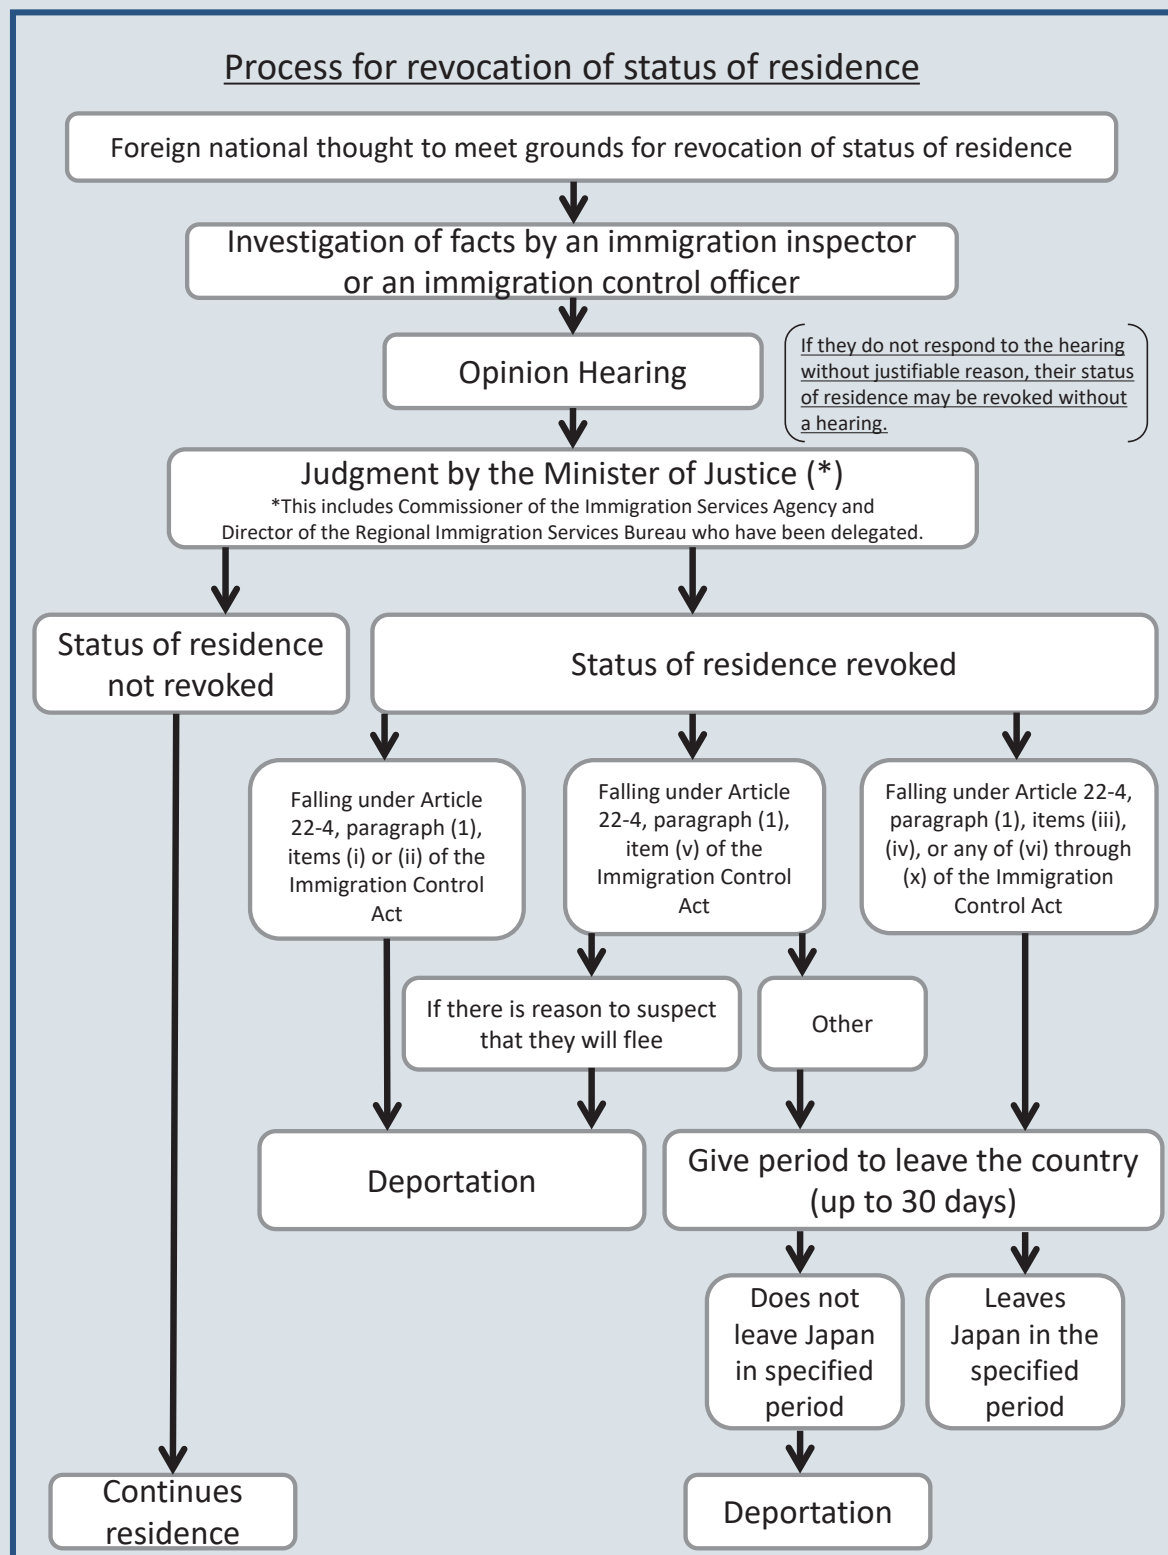 Process for revocation of status of residence
Foreign national thought to meet grounds for revocation of status of residence
Investigation of facts by an immigration inspector
or an immigration control officer
Opinion Hearing
If they do not respond to the hearing
without justifiable reason, their status
of residence may be revoked without
a hearing.
Judgment by the Minister of Justice (*)
*This includes Commissioner of the Immigration Services Agency and
Director of the Regional Immigration Services Bureau who have been delegated.
Status of residence
not revoked
Status of residence revoked
Falling under Article
22-4, paragraph (1),
items (i) or (ii) of the
Immigration Control
Act
Falling under Article
22-4, paragraph (1),
item (v) of the
Immigration Control
Act
Falling under Article 22-4,
paragraph (1), items (iii),
(iv), or any of (vi) through
(x) of the Immigration
Control Act
If there is reason to suspect
that they will flee
Other
Deportation
Give period to leave the country
(up to 30 days)
Does not
leave Japan
in specified
period
Leaves
Japan in the
specified
period
Continues
residence
Deportation